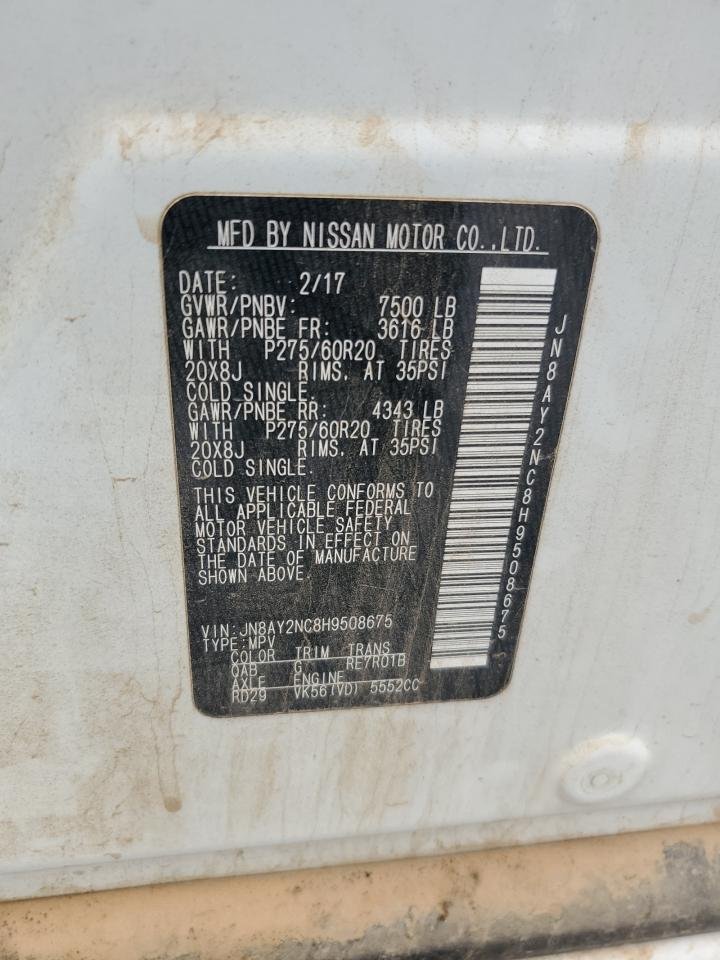 MFD BY NISSAN MOTOR CO.,LTD.
DATE: 2/17
GVWR/PNBV: 7500 LB
GAWR/PNBE FR: 3616 LB
WITH P275/60R20 TIRES
20X8J RIMS, AT 35PSI
COLD SINGLE.
GAWR/PNBE RR: 4343 LB
WITH P275/60R20 TIRES
20X8J RIMS, AT 35PSI
COLD SINGLE.
THIS VEHICLE CONFORMS TO
ALL APPLICABLE FEDERAL
MOTOR VEHICLE SAFETY
STANDARDS IN EFFECT ON
THE DATE OF MANUFACTURE
SHOWN ABOVE.
VIN:JN8AY2NC8H9508675
TYPE:MPV
COLOR TRIM TRANS
QAB G RE7R01B
AXLE ENGINE
RD29 VK56(VD) 5552CC
JN8AY2NC8H9508675